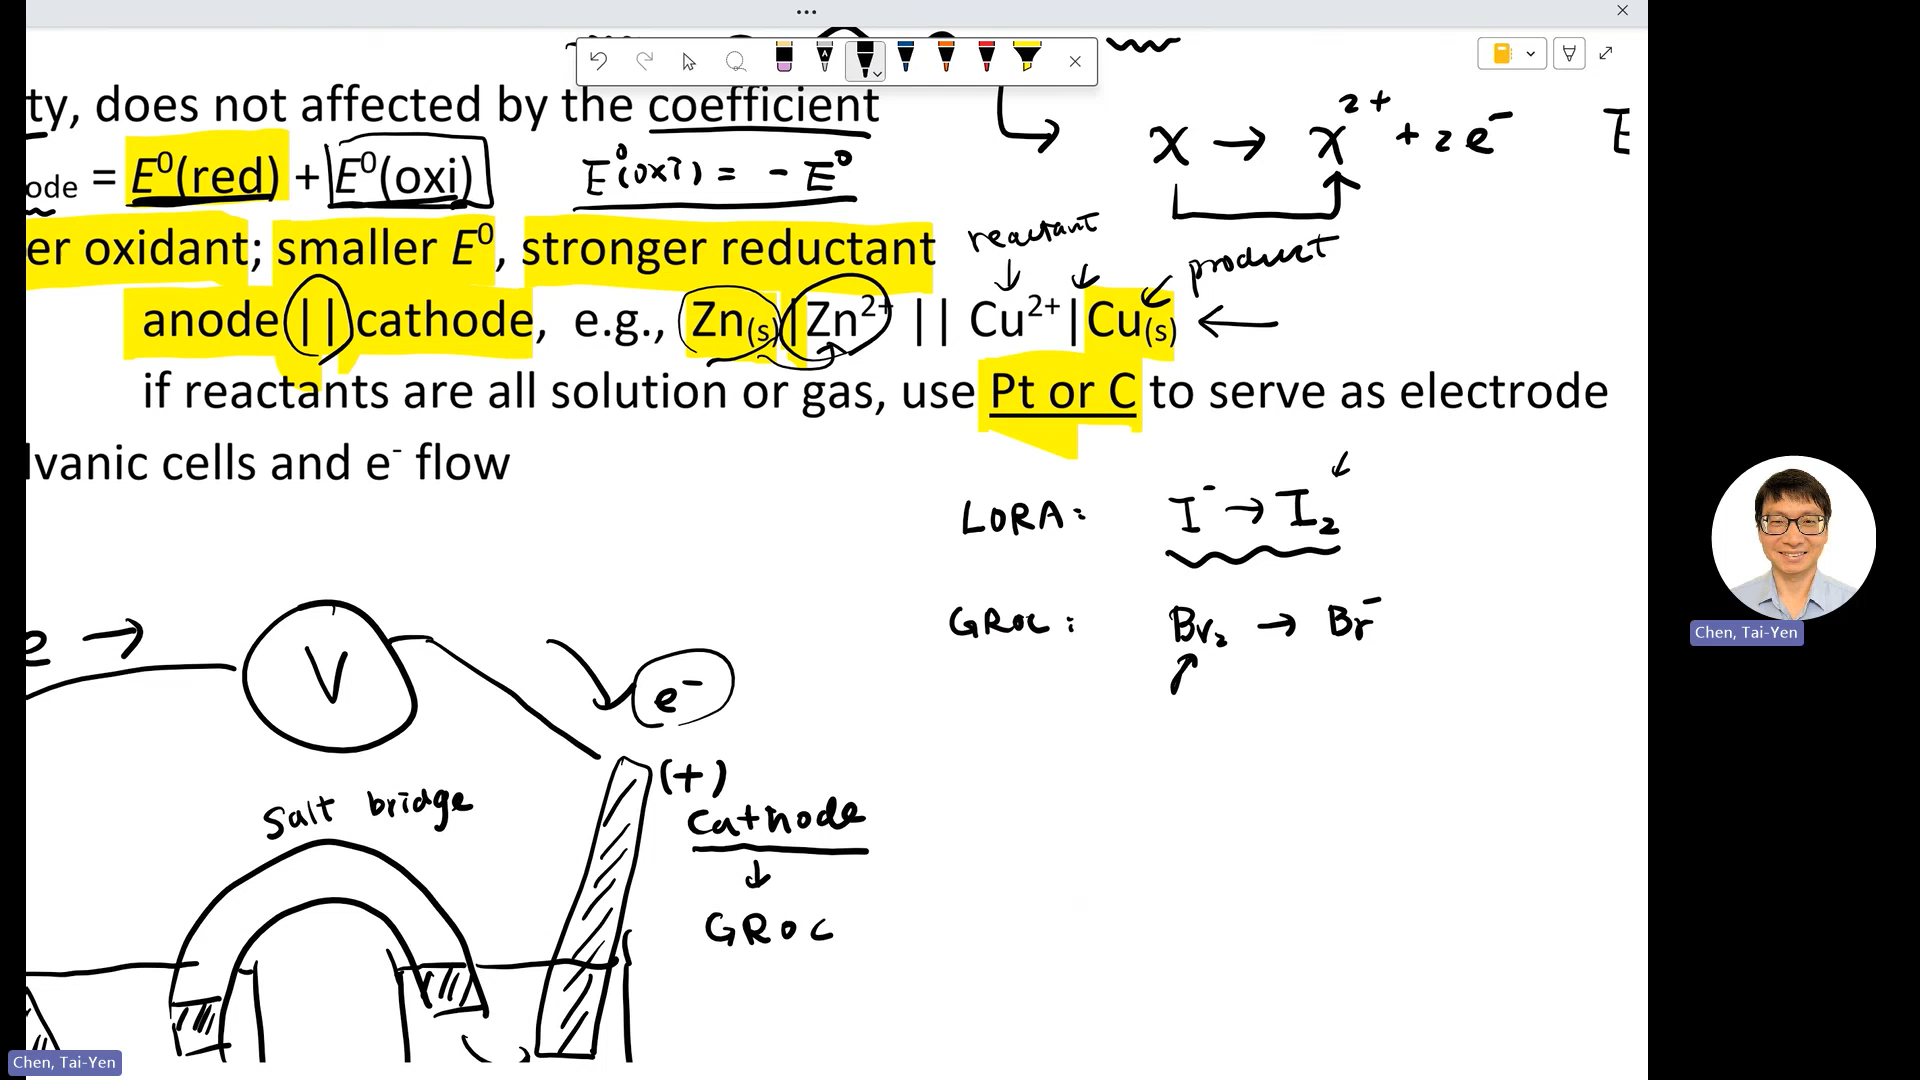 ty, does not affected by the coefficient
X → X2+ + 2e-
E
ode = E0(red) + E0(oxi)
E0(oxi) = - E0
er oxidant; smaller E0, stronger reductant
reactant
product
anode||cathode, e.g., Zn(s)|Zn2+ || Cu2+|Cu(s) ←
if reactants are all solution or gas, use Pt or C to serve as electrode
lvanic cells and e- flow
LORA: I- → I2
GROC: Br2 → Br-
e →
V
e-
(+)
Cathode
↓
GROC
Salt bridge
Chen, Tai-Yen
Chen, Tai-Yen